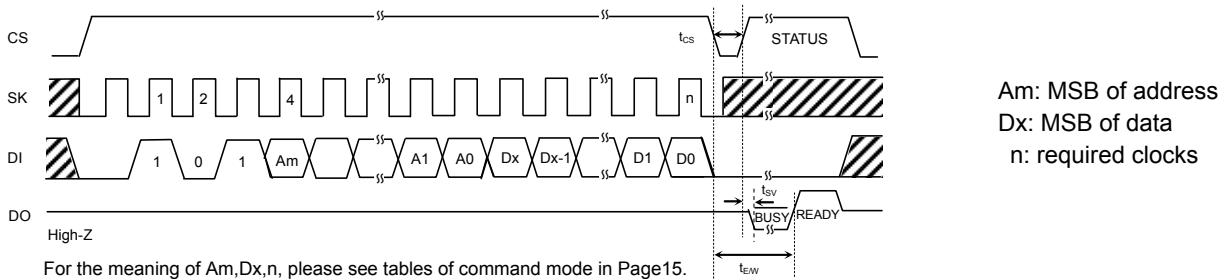 CS
tCS
STATUS
SK
1
2
4
n
DI
1
0
1
Am
A1
A0
Dx
Dx-1
D1
D0
tSV
DO
BUSY
READY
High-Z
tE/W
For the meaning of Am,Dx,n, please see tables of command mode in Page15.
Am: MSB of address
Dx: MSB of data
n: required clocks